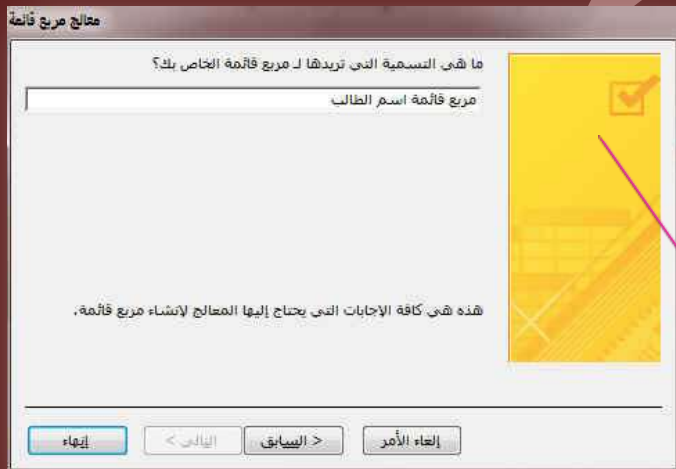 معالج مربع قائمة
ما هي التسمية التي تريدها لـ مربع قائمة الخاص بك؟
مربع قائمة اسم الطالب
هذه هي كافة الإجابات التي يحتاج إليها المعالج لإنشاء مربع قائمة.
إلغاء الأمر
< السابق
التالي >
إنهاء